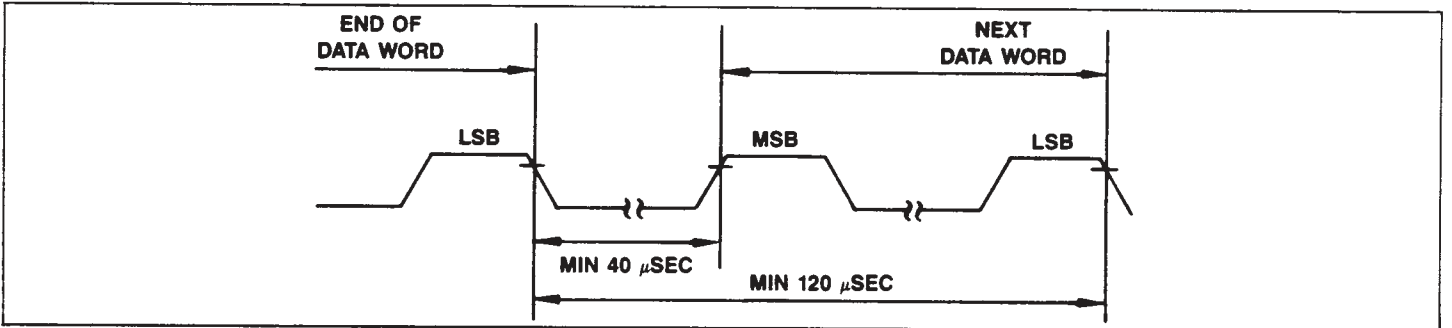 END OF
DATA WORD
NEXT
DATA WORD
LSB
MSB
LSB
MIN 40 μSEC
MIN 120 μSEC